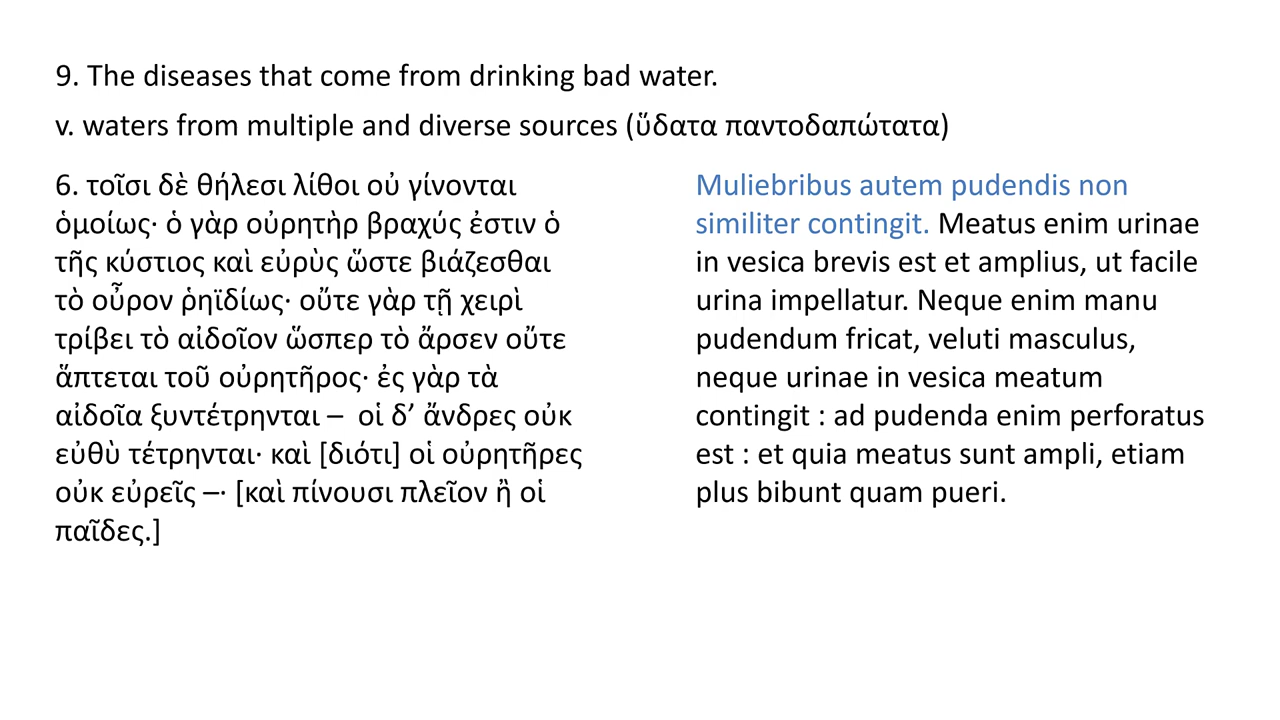 9. The diseases that come from drinking bad water.
v. waters from multiple and diverse sources (ὕδατα παντοδαπώτατα)
6. τοῖσι δὲ θήλεσι λίθοι οὐ γίνονται
ὁμοίως· ὁ γὰρ οὐρητὴρ βραχύς ἐστιν ὁ
τῆς κύστιος καὶ εὐρὺς ὥστε βιάζεσθαι
τὸ οὖρον ῥηϊδίως· οὔτε γὰρ τῇ χειρὶ
τρίβει τὸ αἰδοῖον ὥσπερ τὸ ἄρσεν οὔτε
ἅπτεται τοῦ οὐρητῆρος· ἐς γὰρ τὰ
αἰδοῖα ξυντέτρηνται – οἱ δ’ ἄνδρες οὐκ
εὐθὺ τέτρηνται· καὶ [διότι] οἱ οὐρητῆρες
οὐκ εὐρεῖς –· [καὶ πίνουσι πλεῖον ἢ οἱ
παῖδες.]
Muliebribus autem pudendis non
similiter contingit. Meatus enim urinae
in vesica brevis est et amplius, ut facile
urina impellatur. Neque enim manu
pudendum fricat, veluti masculus,
neque urinae in vesica meatum
contingit : ad pudenda enim perforatus
est : et quia meatus sunt ampli, etiam
plus bibunt quam pueri.